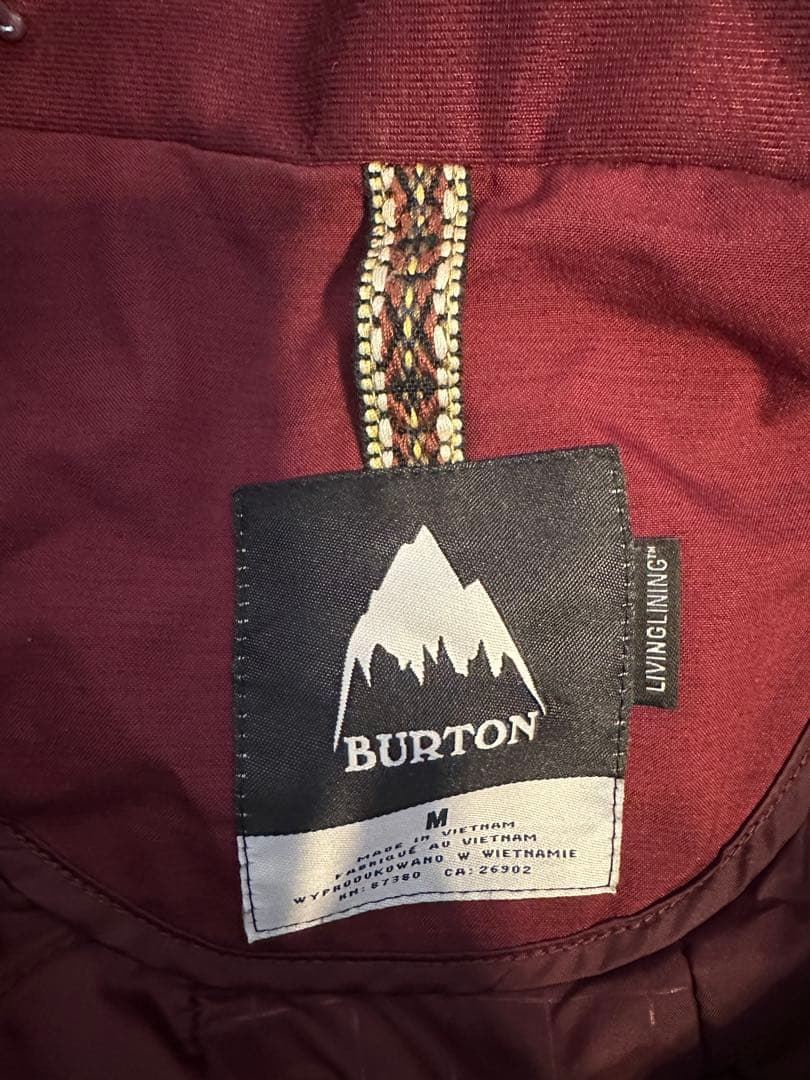 LIVINGLINING™
BURTON
M
MADE IN VIETNAM
FABRIQUÉ AU VIETNAM
WYPRODUKOWANO W WIETNAMIE
RN: 87380 CA: 26902